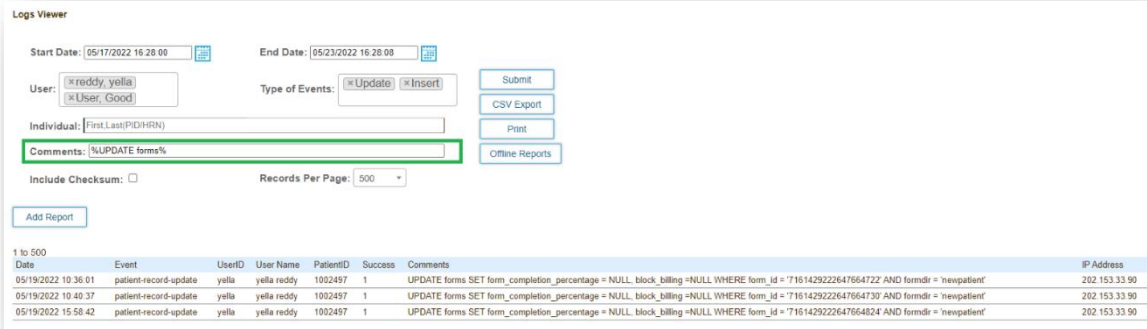 Logs Viewer
Start Date: 05/17/2022 16:28:00 End Date: 05/23/2022 16:28:08
User: ×reddy, yella ×User, Good Type of Events: ×Update ×Insert
Submit
CSV Export
Individual: First,Last(PID/HRN)
Print
Comments: %UPDATE forms%
Offline Reports
Include Checksum: Records Per Page: 500
Add Report
1 to 500
Date Event UserID User Name PatientID Success Comments IP Address
05/19/2022 10:36:01 patient-record-update yella yella reddy 1002497 1 UPDATE forms SET form_completion_percentage = NULL, block_billing =NULL WHERE form_id = '7161429222647664722' AND formdir = 'newpatient' 202.153.33.90
05/19/2022 10:40:37 patient-record-update yella yella reddy 1002497 1 UPDATE forms SET form_completion_percentage = NULL, block_billing =NULL WHERE form_id = '7161429222647664730' AND formdir = 'newpatient' 202.153.33.90
05/19/2022 15:58:42 patient-record-update yella yella reddy 1002497 1 UPDATE forms SET form_completion_percentage = NULL, block_billing =NULL WHERE form_id = '7161429222647664824' AND formdir = 'newpatient' 202.153.33.90